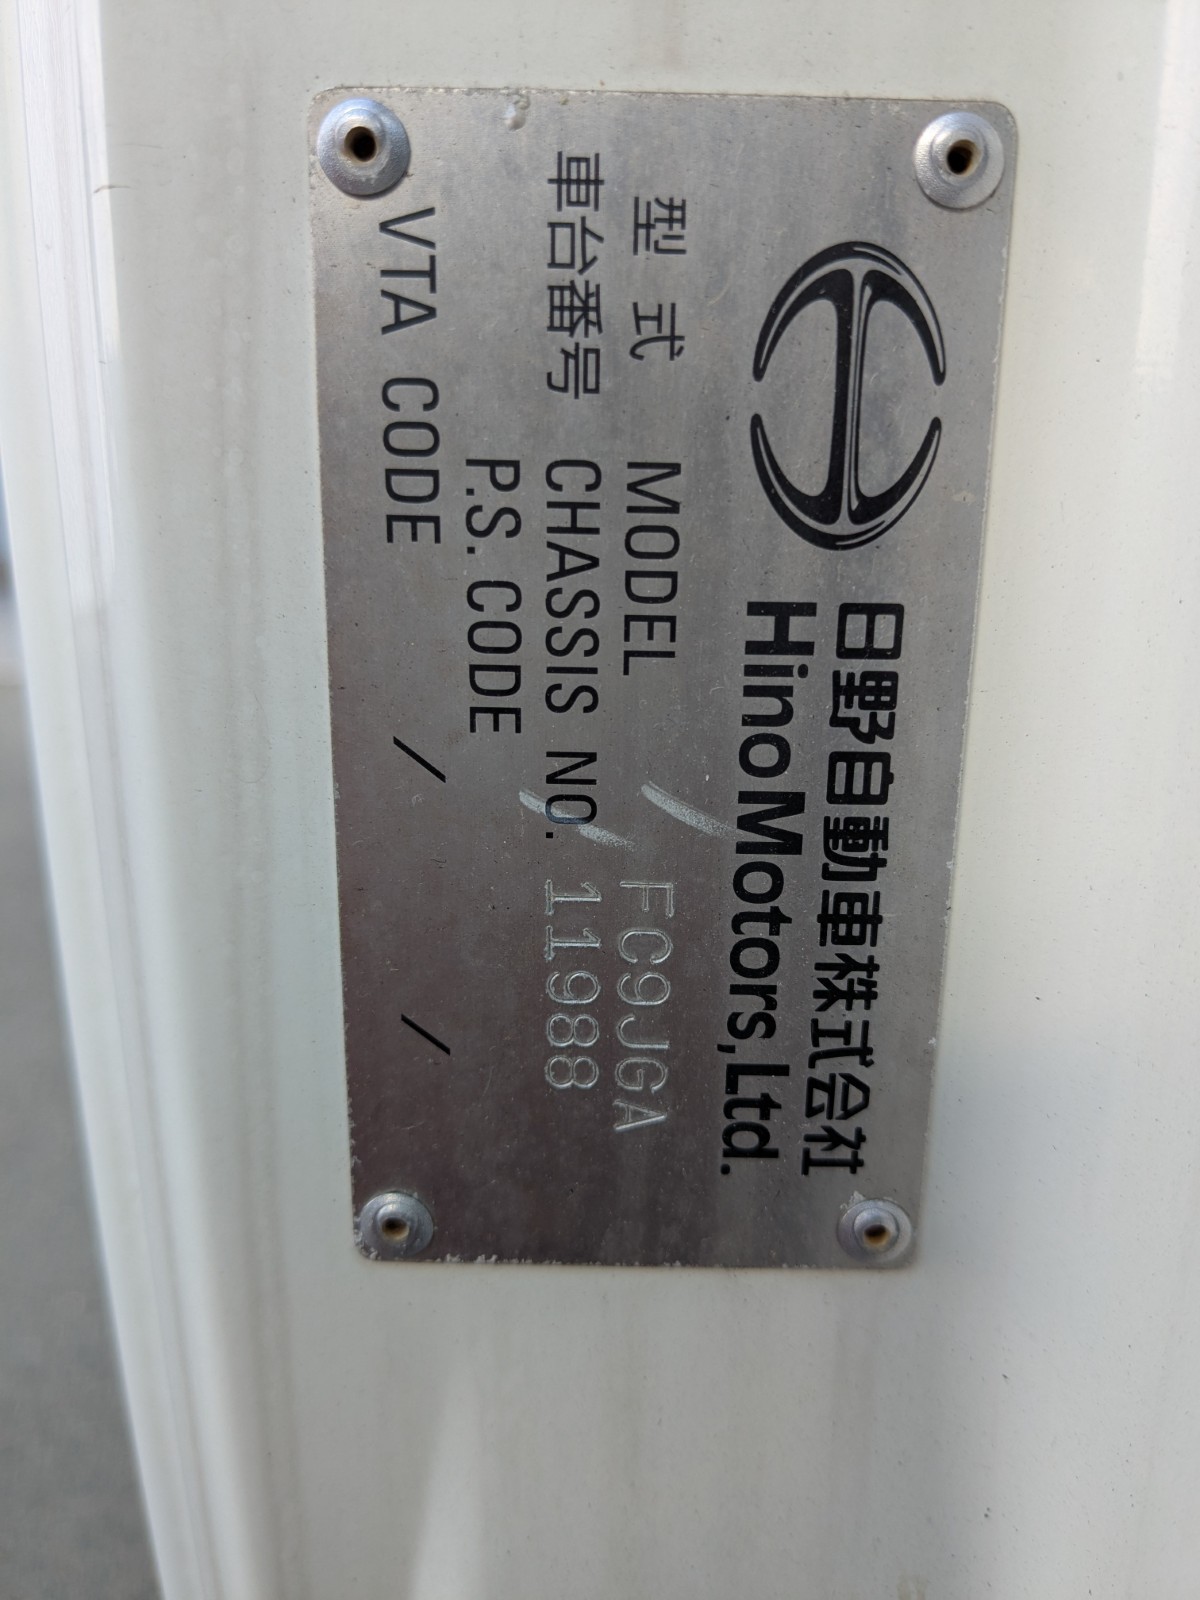 日野自動車株式会社
Hino Motors, Ltd.
型式 MODEL FC9JGA
車台番号 CHASSIS NO. 11988
P.S. CODE
VTA CODE / /